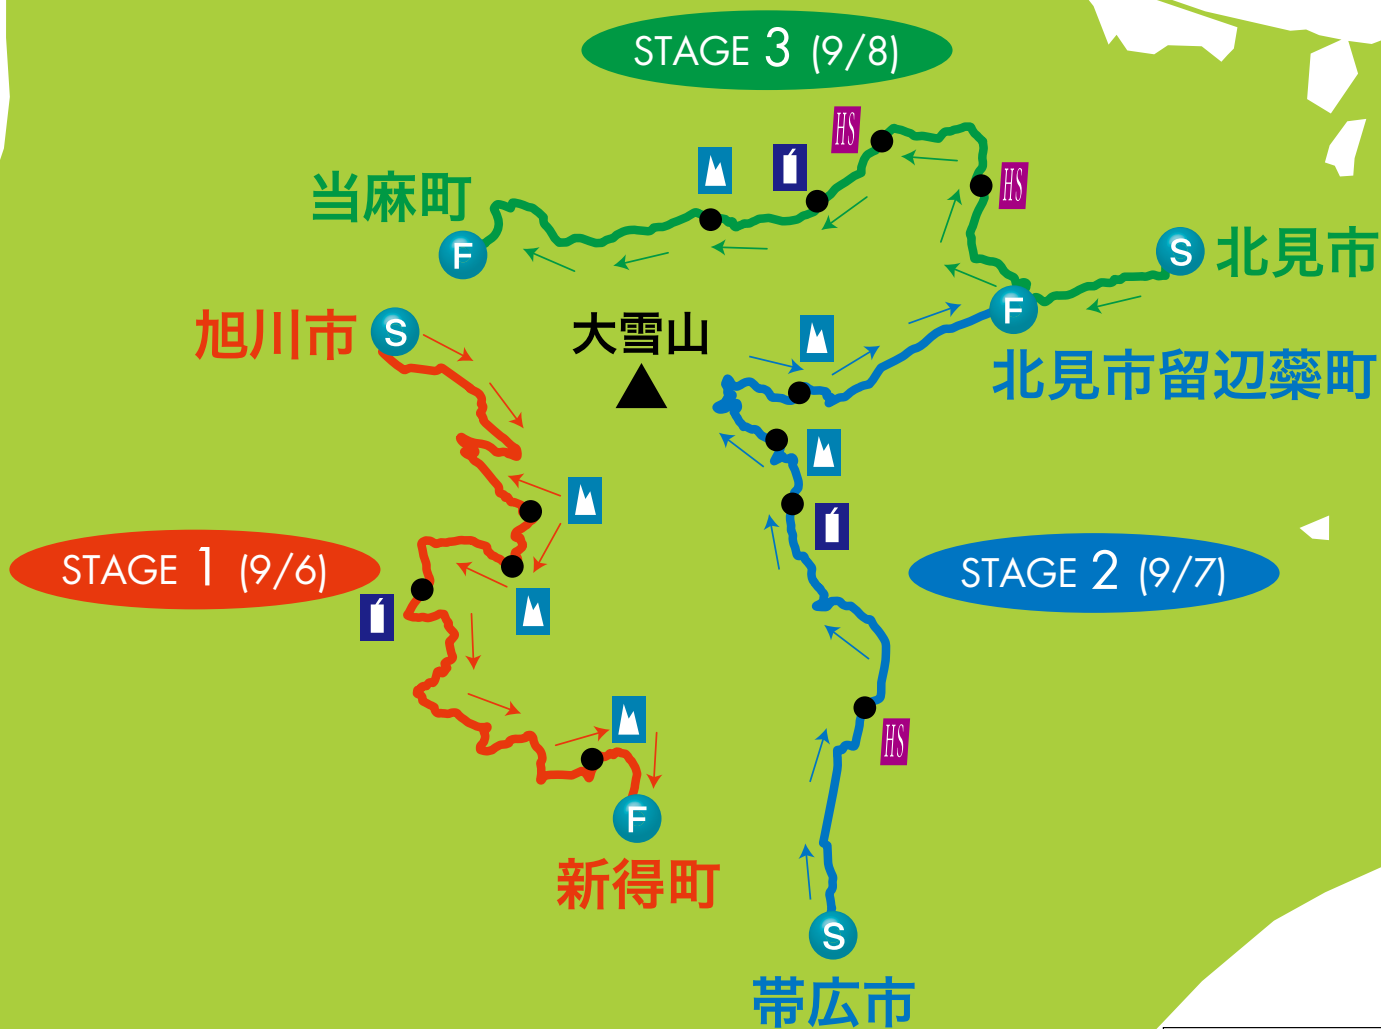 STAGE 3 (9/8)
HS
HS
当麻町
F
S
北見市
旭川市
S
大雪山
F
北見市留辺蘂町
STAGE 1 (9/6)
STAGE 2 (9/7)
HS
F
新得町
S
帯広市